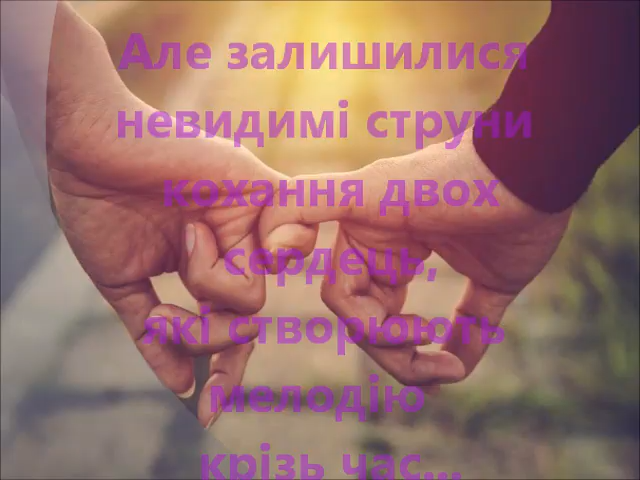 Але залишилися
невидимі струни
кохання двох
сердець,
які створюють
мелодію
крізь час...